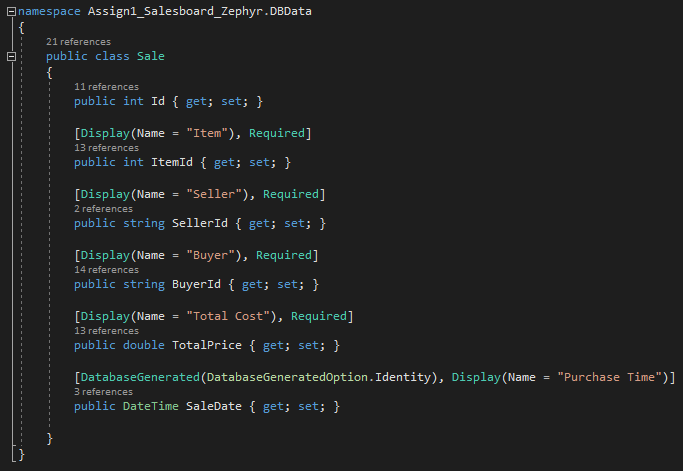 namespace Assign1_Salesboard_Zephyr.DBData
{
21 references
public class Sale
{
11 references
public int Id { get; set; }
[Display(Name = "Item"), Required]
13 references
public int ItemId { get; set; }
[Display(Name = "Seller"), Required]
2 references
public string SellerId { get; set; }
[Display(Name = "Buyer"), Required]
14 references
public string BuyerId { get; set; }
[Display(Name = "Total Cost"), Required]
13 references
public double TotalPrice { get; set; }
[DatabaseGenerated(DatabaseGeneratedOption.Identity), Display(Name = "Purchase Time")]
3 references
public DateTime SaleDate { get; set; }
}
}